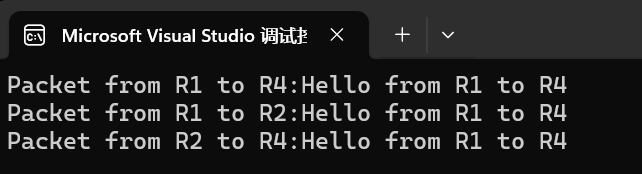 Microsoft Visual Studio 调试
Packet from R1 to R4:Hello from R1 to R4
Packet from R1 to R2:Hello from R1 to R4
Packet from R2 to R4:Hello from R1 to R4